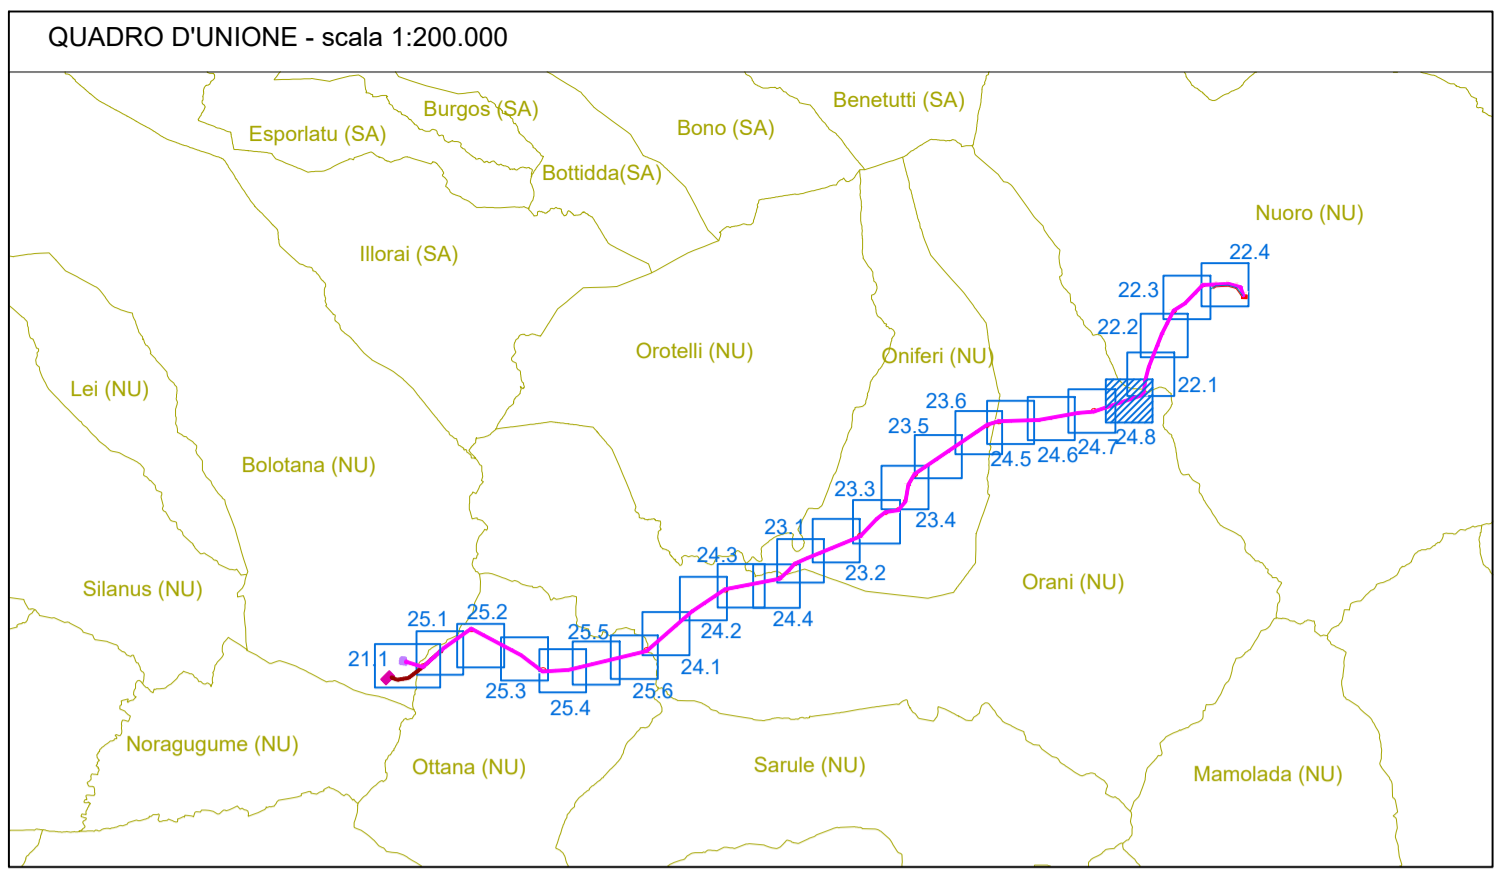 QUADRO D'UNIONE - scala 1:200.000
Benetutti (SA)
Burgos (SA)
Esporlatu (SA)
Bono (SA)
Bottidda(SA)
Nuoro (NU)
Illorai (SA)
22.4
22.3
22.2
Orotelli (NU)
Oniferi (NU)
Lei (NU)
22.1
23.6
23.5
24.8
24.7
24.6
24.5
Bolotana (NU)
23.3
23.4
23.1
24.3
23.2
Orani (NU)
Silanus (NU)
25.2
25.1
24.4
24.2
25.5
21.1
24.1
25.3
25.6
25.4
Noragugume (NU)
Ottana (NU)
Sarule (NU)
Mamolada (NU)